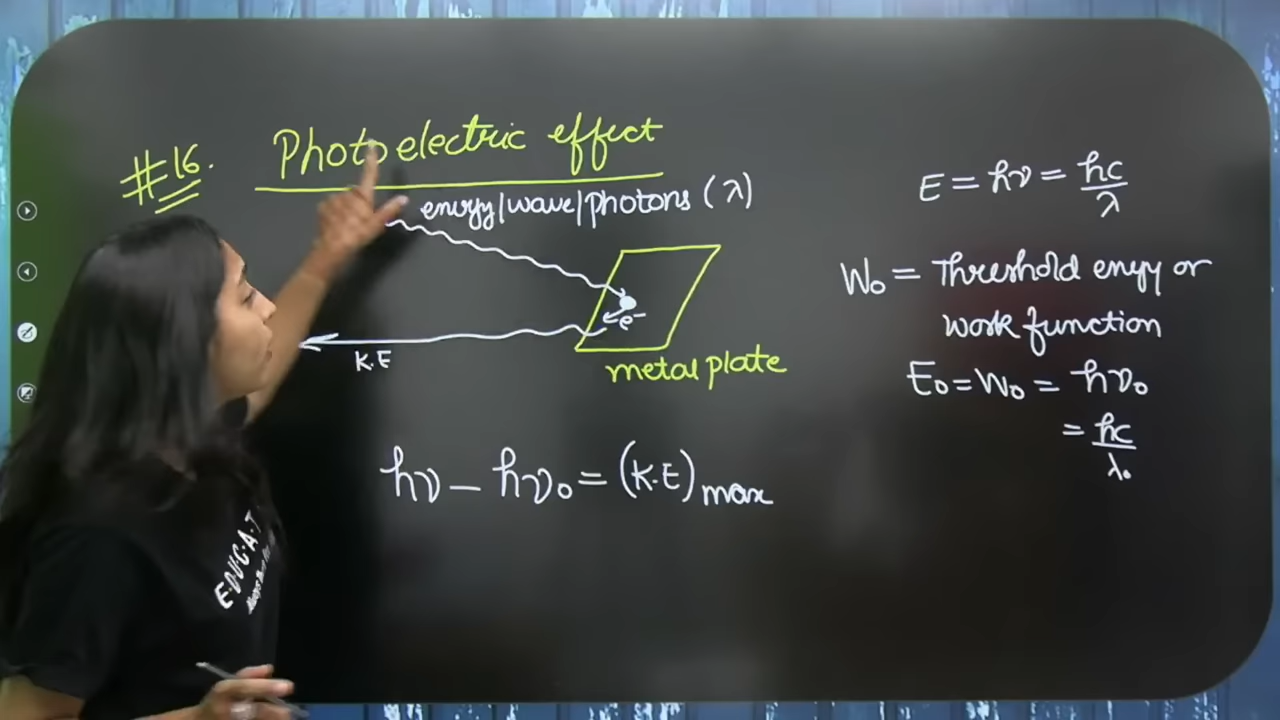 #16. Photoelectric effect
energy/wave/photons (λ)
e⁻
K.E
metal plate
hν − hν₀ = (K.E)max
E = hν = hc/λ
W₀ = Threshold energy or
work function
E₀ = W₀ = hν₀
= hc/λ₀
E·DUC·A·T